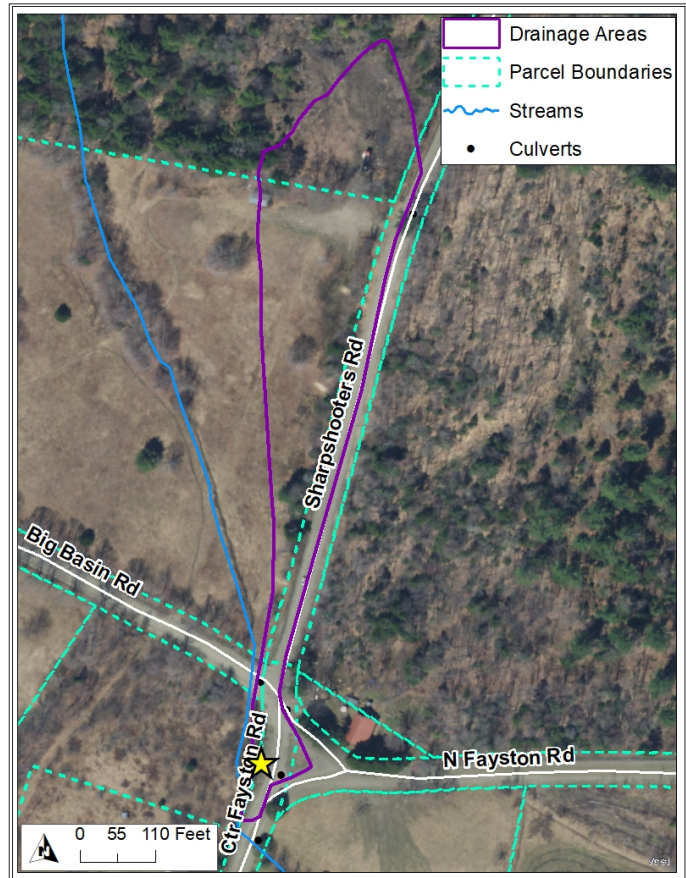 Drainage Areas
Parcel Boundaries
Streams
Culverts
Sharpshooters Rd
Big Basin Rd
Ctr Fayston Rd
N Fayston Rd
N
0 55 110 Feet